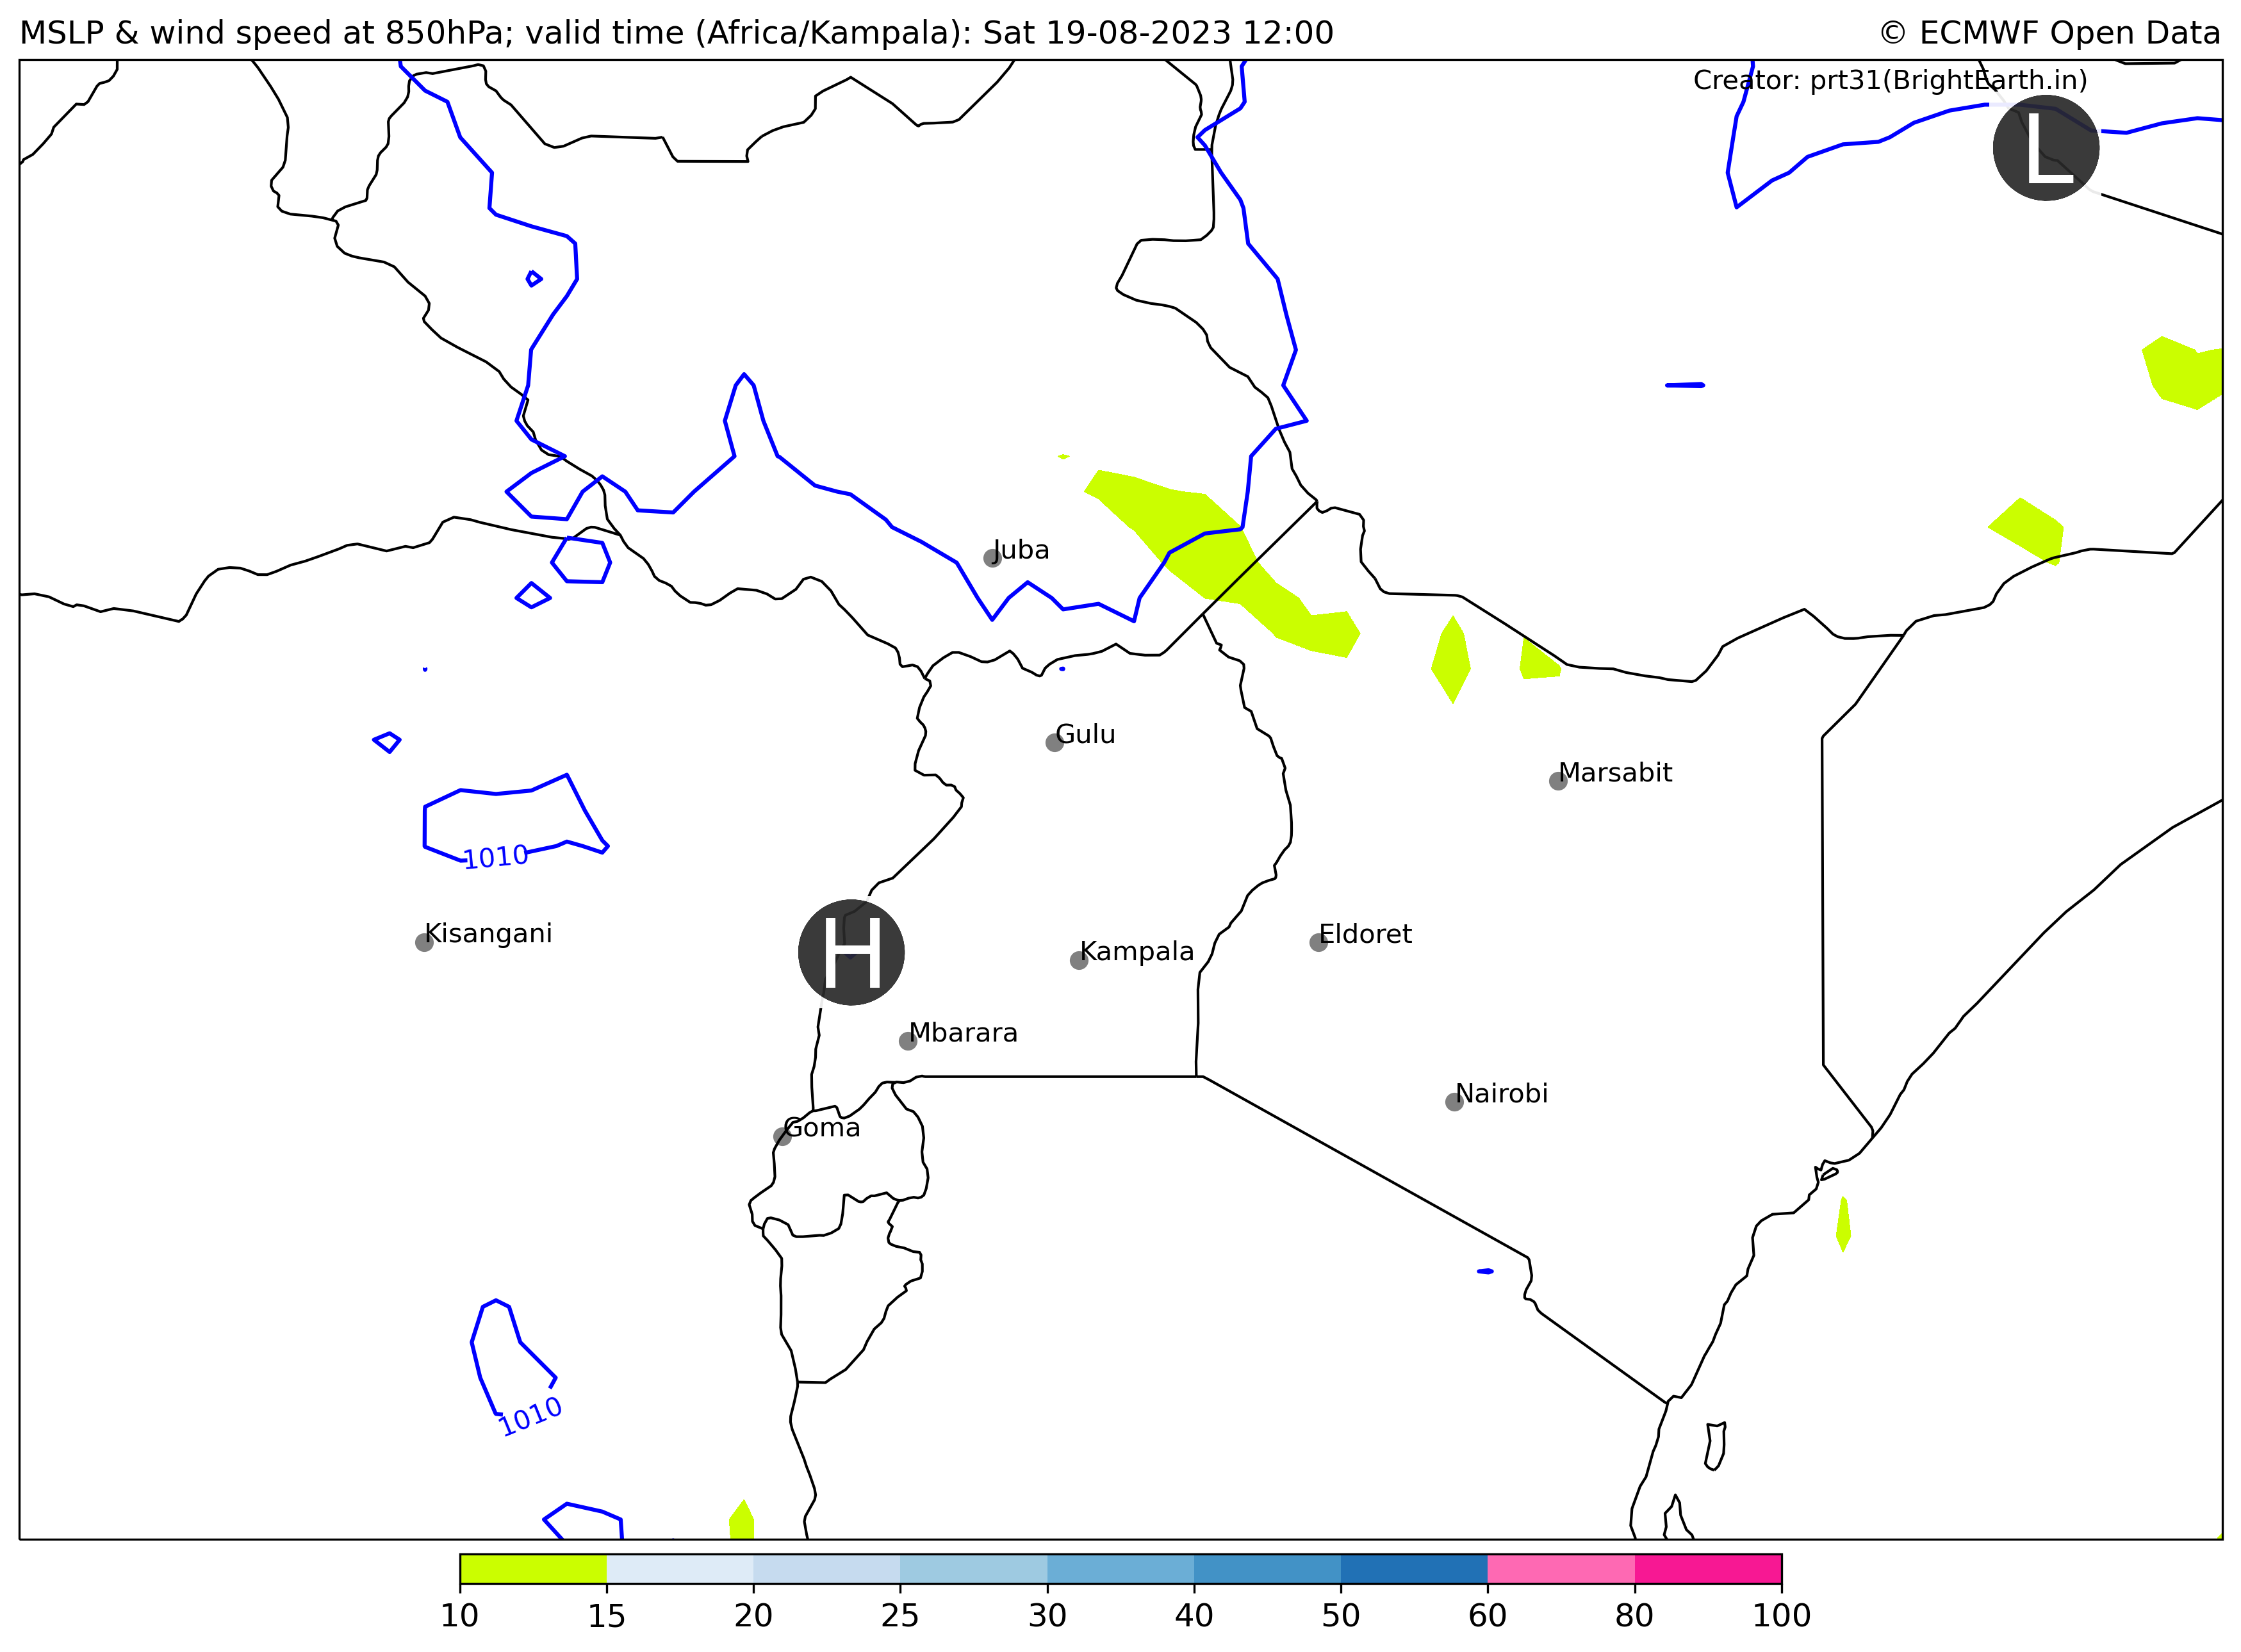 MSLP & wind speed at 850hPa; valid time (Africa/Kampala): Sat 19-08-2023 12:00
© ECMWF Open Data
Creator: prt31(BrightEarth.in)
L
Juba
Gulu
Marsabit
1010
Kisangani
H
Kampala
Eldoret
Mbarara
Nairobi
Goma
1010
10 15 20 25 30 40 50 60 80 100